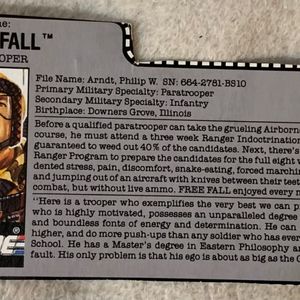 ne:
FALL™
OOPER
File Name: Arndt, Philip W. SN: 664-2781-BS10
Primary Military Specialty: Paratrooper
Secondary Military Specialty: Infantry
Birthplace: Downers Grove, Illinois
Before a qualified paratrooper can take the grueling Airborn
course, he must attend a three week Ranger Indoctrination
guaranteed to weed out 40% of the candidates. Next, there's
Ranger Program to prepare the candidates for the full eight w
dented stress, pain, discomfort, snake-eating, forced marchin
and jumping out of aircraft with knives between their teeth
combat, but without live ammo. FREE FALL enjoyed every m
"Here is a trooper who exemplifies the very best we can p
who is highly motivated, possesses an unparalleled degree
and boundless fonts of energy and determination. He can
higher, and do more push-ups than any soldier who has ever
School. He has a Master's degree in Eastern Philosophy an
fault. His only problem is that his ego is about as big as the C